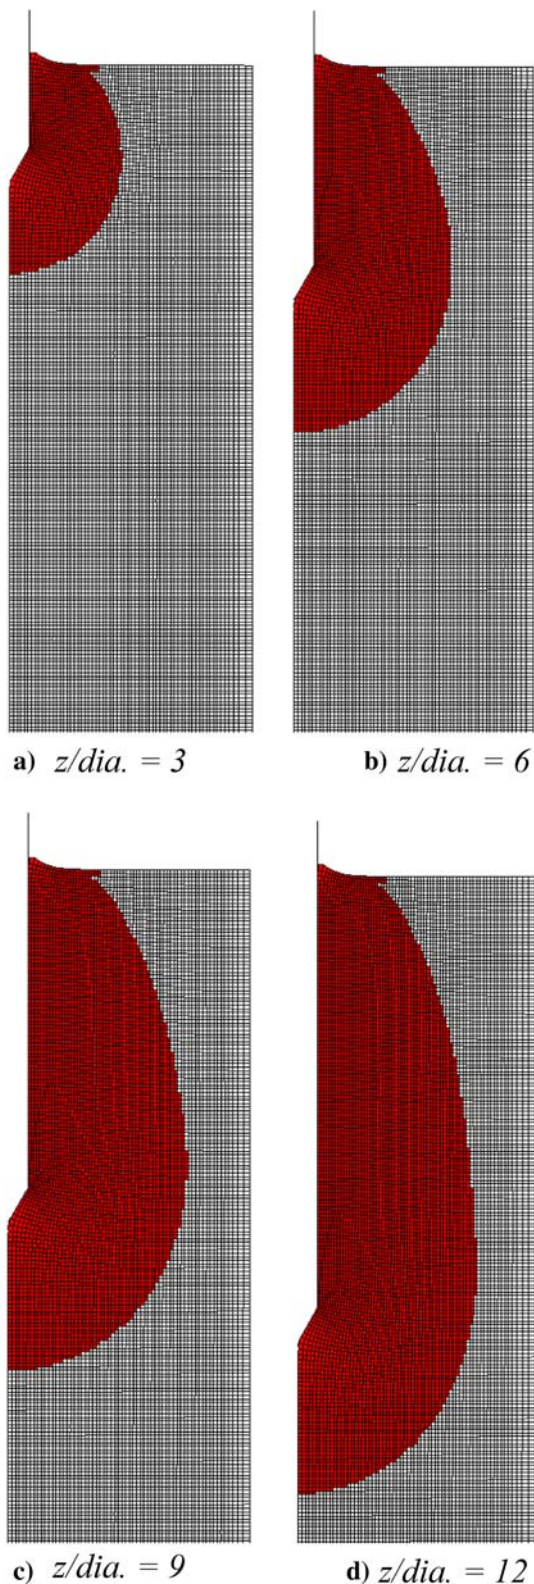 a) z/dia. = 3
b) z/dia. = 6
c) z/dia. = 9
d) z/dia. = 12